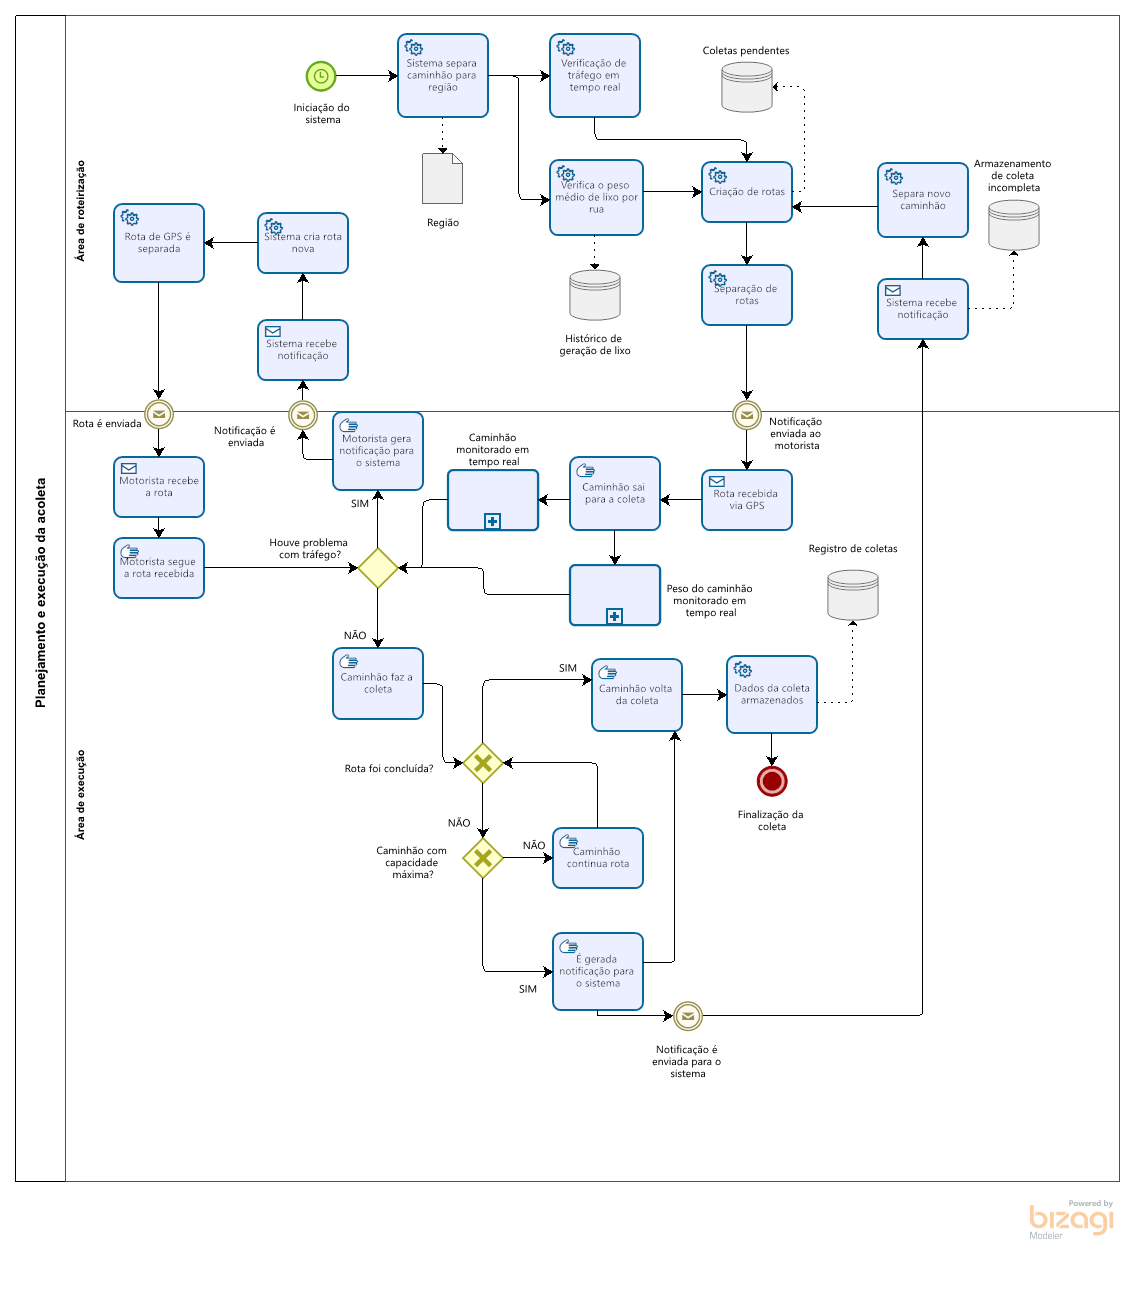 Planejamento e execução da acoleta
Área de roteirização
Iniciação do
sistema
Sistema separa
caminhão para
região
Região
Verificação de
tráfego em
tempo real
Verifica o peso
médio de lixo por
rua
Histórico de
geração de lixo
Coletas pendentes
Criação de rotas
Separação de
rotas
Separa novo
caminhão
Armazenamento
de coleta
incompleta
Sistema recebe
notificação
Rota de GPS é
separada
Sistema cria rota
nova
Sistema recebe
notificação
Área de execução
Rota é enviada
Notificação é
enviada
Notificação
enviada ao
motorista
Motorista recebe
a rota
Motorista segue
a rota recebida
Motorista gera
notificação para
o sistema
SIM
Houve problema
com tráfego?
NÃO
Caminhão
monitorado em
tempo real
Caminhão sai
para a coleta
Rota recebida
via GPS
Peso do caminhão
monitorado em
tempo real
Registro de coletas
Caminhão faz a
coleta
Rota foi concluída?
SIM
NÃO
Caminhão volta
da coleta
Dados da coleta
armazenados
Finalização da
coleta
Caminhão com
capacidade
máxima?
NÃO
Caminhão
continua rota
SIM
É gerada
notificação para
o sistema
Notificação é
enviada para o
sistema
Powered by
bizagi
Modeler